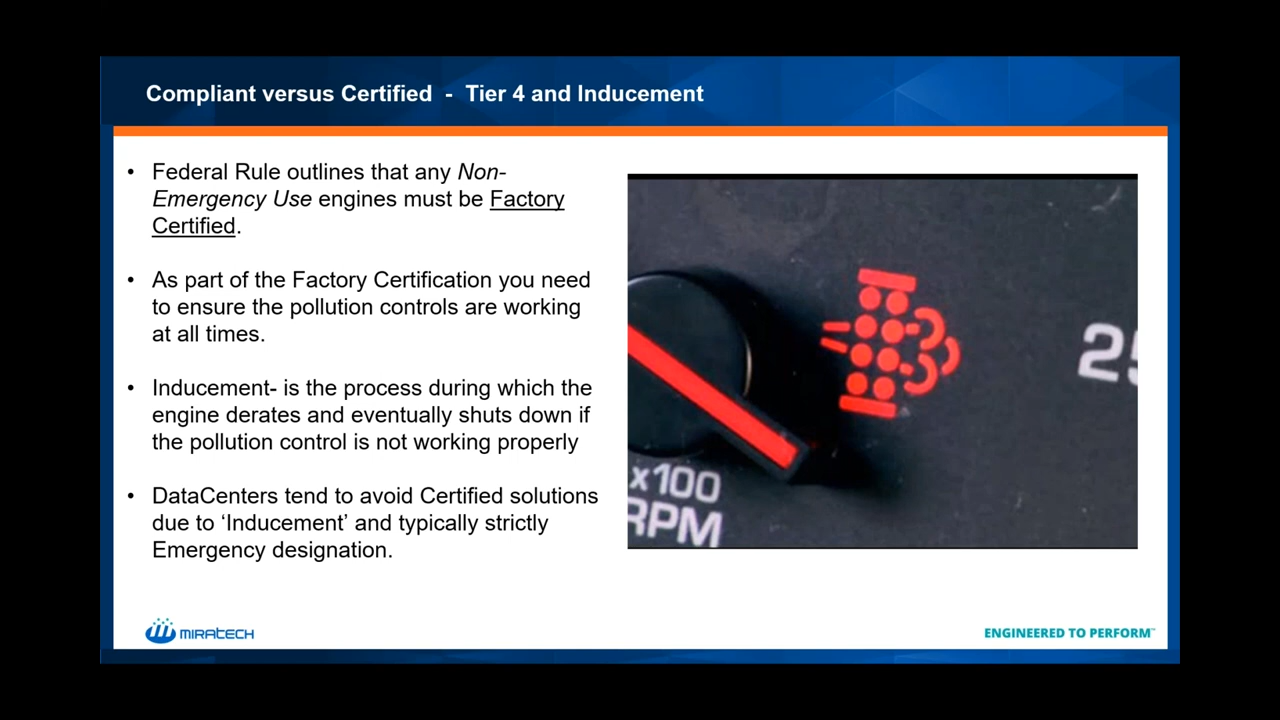 Compliant versus Certified - Tier 4 and Inducement
• Federal Rule outlines that any Non-
Emergency Use engines must be Factory
Certified.
• As part of the Factory Certification you need
to ensure the pollution controls are working
at all times.
• Inducement- is the process during which the
engine derates and eventually shuts down if
the pollution control is not working properly
• DataCenters tend to avoid Certified solutions
due to ‘Inducement’ and typically strictly
Emergency designation.
25
x100
RPM
MIRATECH
ENGINEERED TO PERFORM™